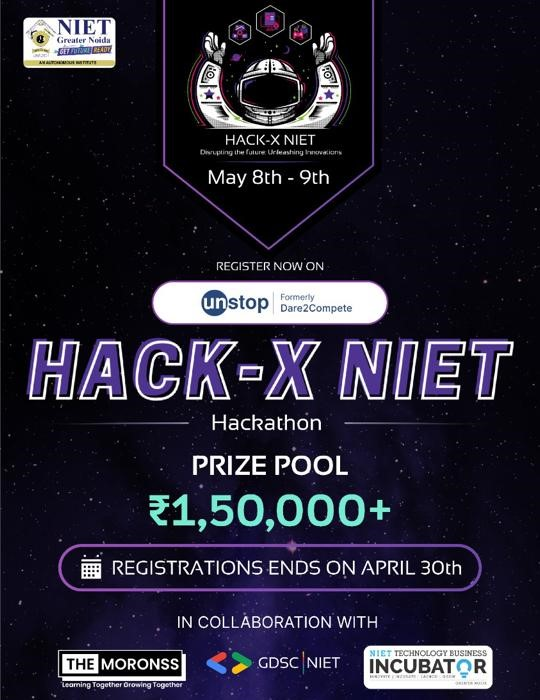 NIET
Greater Noida
GET FUTURE READY
AN AUTONOMOUS INSTITUTE
HACK-X NIET
Disrupting the future: Unleashing Innovations
May 8th - 9th
REGISTER NOW ON
unstop
Formerly
Dare2Compete
HACK-X NIET
Hackathon
PRIZE POOL
₹1,50,000+
REGISTRATIONS ENDS ON APRIL 30th
IN COLLABORATION WITH
THE MORONSS
Learning Together Growing Together
GDSC NIET
NIET TECHNOLOGY BUSINESS
INCUBATOR
GREATER NOIDA